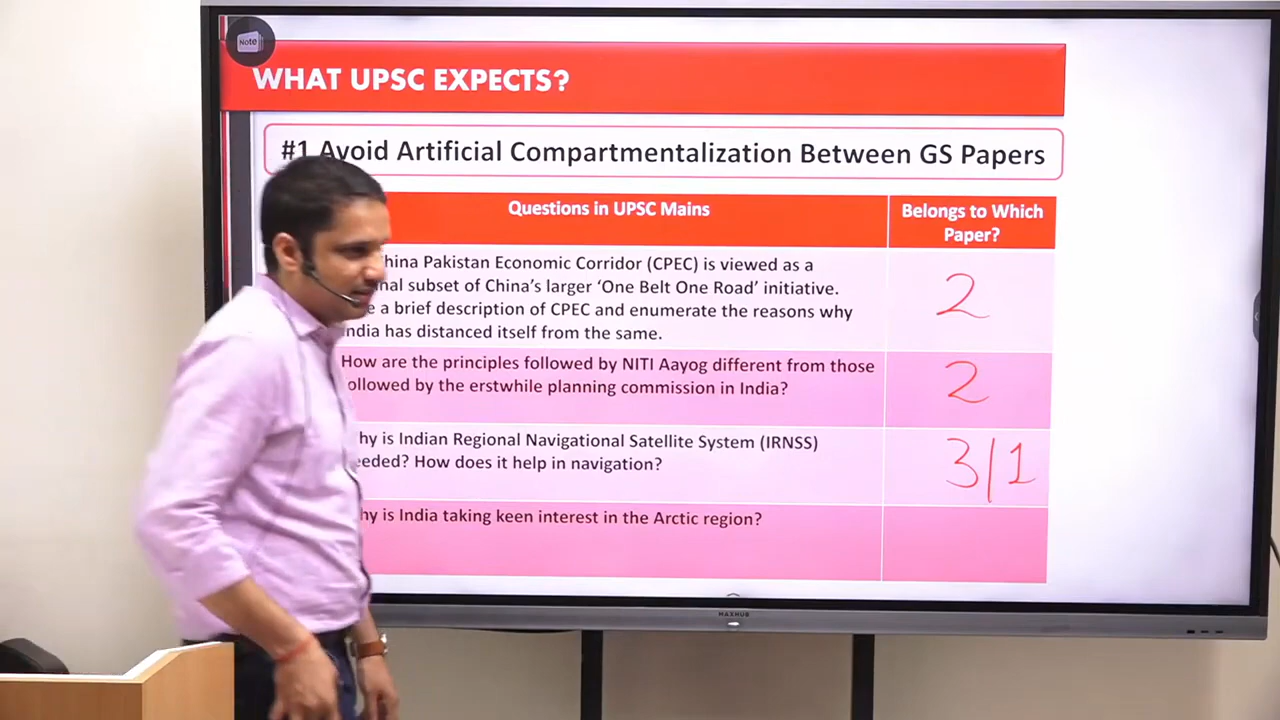 Note
WHAT UPSC EXPECTS?
#1 Avoid Artificial Compartmentalization Between GS Papers
Questions in UPSC Mains
Belongs to Which
Paper?
China Pakistan Economic Corridor (CPEC) is viewed as a
subset of China's larger 'One Belt One Road' initiative.
a brief description of CPEC and enumerate the reasons why
India has distanced itself from the same.
2
How are the principles followed by NITI Aayog different from those
followed by the erstwhile planning commission in India?
2
Why is Indian Regional Navigational Satellite System (IRNSS)
needed? How does it help in navigation?
3/1
Why is India taking keen interest in the Arctic region?
MAXHUB